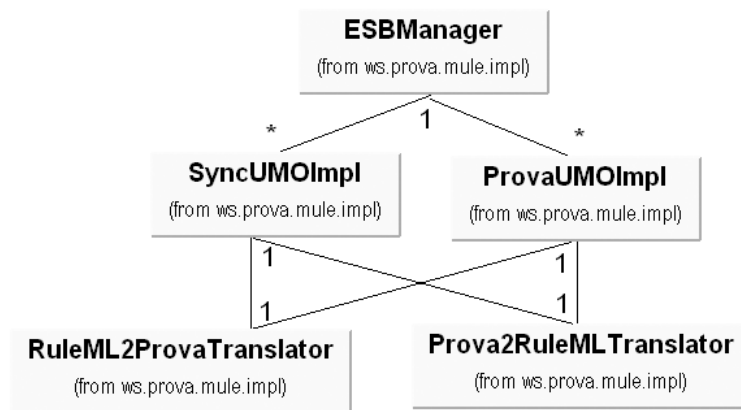 ESBManager
(from ws.prova.mule.impl)
1
* *
SyncUMOImpl
(from ws.prova.mule.impl)
ProvaUMOImpl
(from ws.prova.mule.impl)
1 1
1 1
RuleML2ProvaTranslator
(from ws.prova.mule.impl)
Prova2RuleMLTranslator
(from ws.prova.mule.impl)